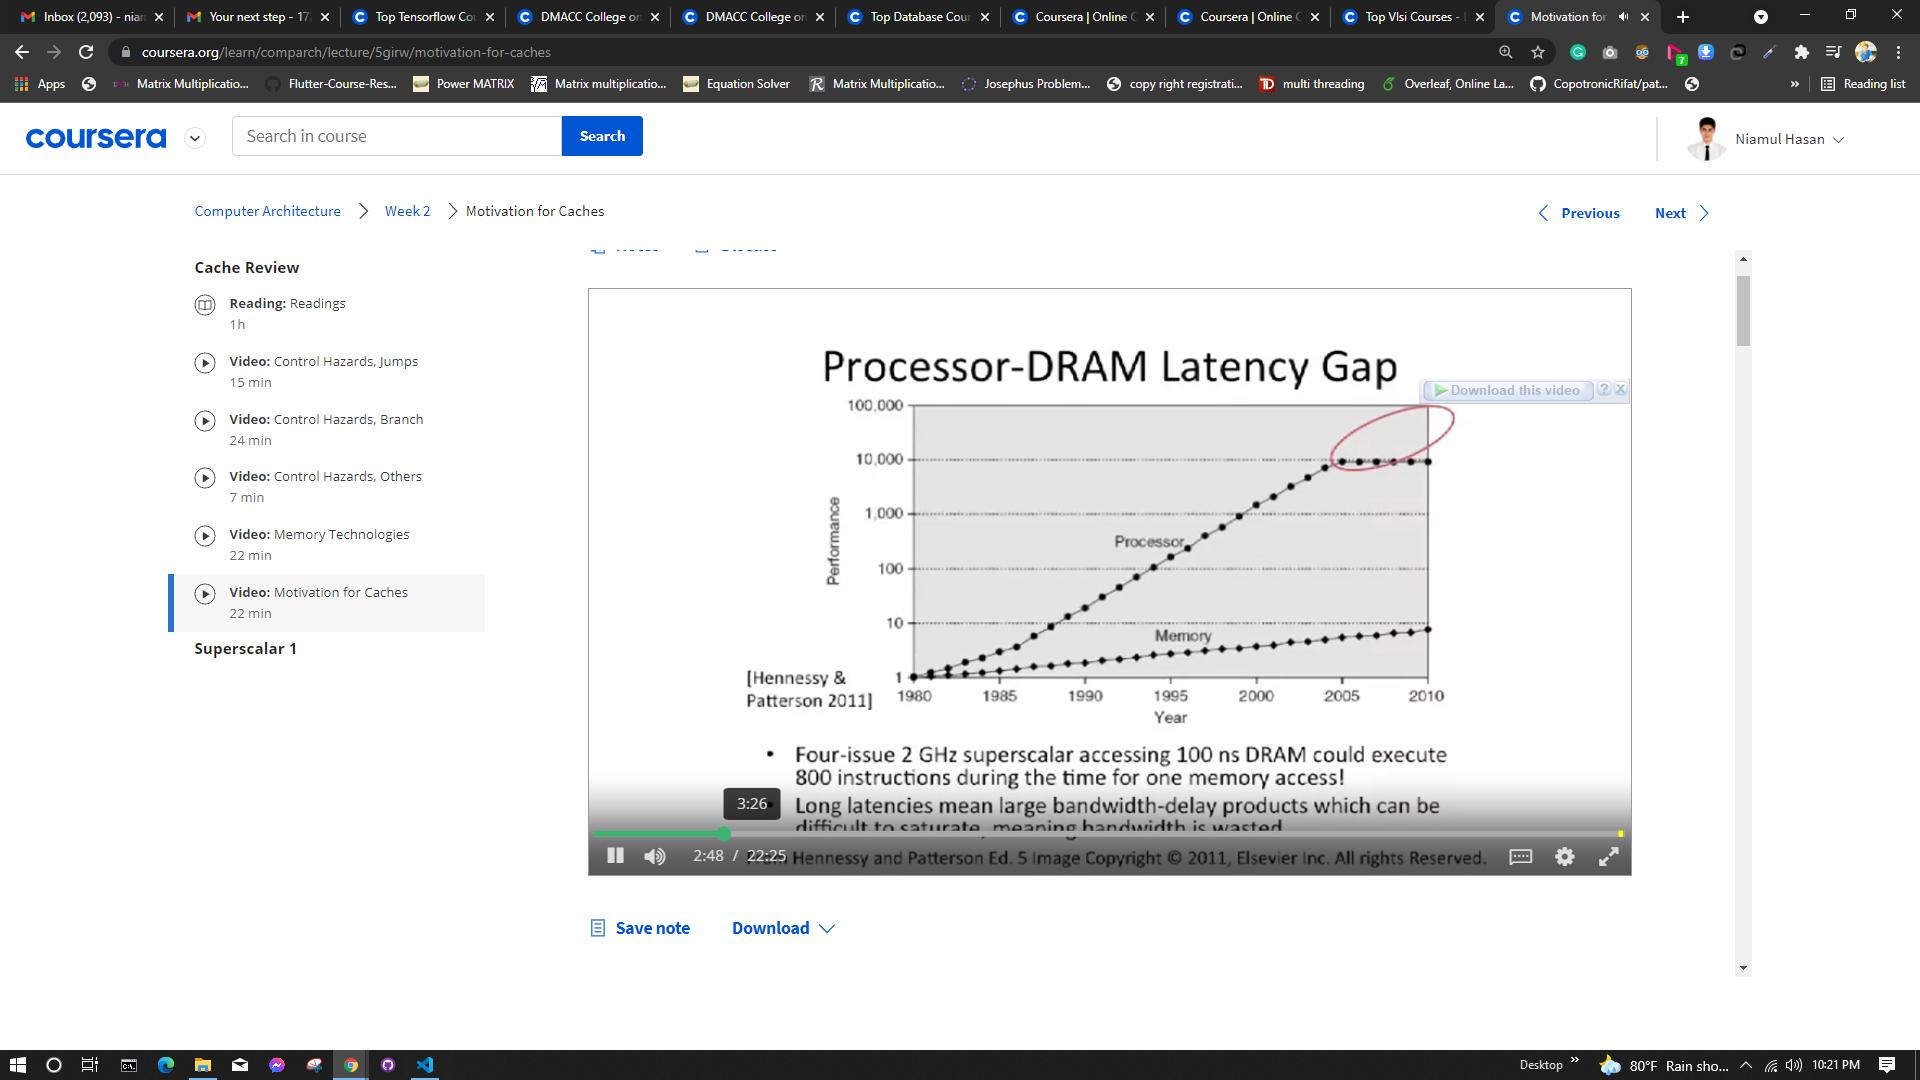 Inbox (2,093) - nian
Your next step - 17
Top Tensorflow Cou
DMACC College on
DMACC College on
Top Database Cour
Coursera | Online C
Coursera | Online C
Top Vlsi Courses - L
Motivation for
coursera.org/learn/comparch/lecture/5girw/motivation-for-caches
7
Apps
Matrix Multiplicatio...
Flutter-Course-Res...
Power MATRIX
Matrix multiplicatio...
Equation Solver
Matrix Multiplicatio...
Josephus Problem...
copy right registrati...
TD multi threading
Overleaf, Online La...
CopotronicRifat/pat...
»
Reading list
coursera
Search in course
Search
Niamul Hasan
Computer Architecture
Week 2
Motivation for Caches
Previous
Next
Cache Review
Reading: Readings
1h
Video: Control Hazards, Jumps
15 min
Video: Control Hazards, Branch
24 min
Video: Control Hazards, Others
7 min
Video: Memory Technologies
22 min
Video: Motivation for Caches
22 min
Superscalar 1
Notes
Discuss
Processor-DRAM Latency Gap
Download this video
?
X
100,000
10,000
1,000
100
10
1
Performance
Processor
Memory
[Hennessy &
Patterson 2011]
1980 1985 1990 1995 2000 2005 2010
Year
• Four-issue 2 GHz superscalar accessing 100 ns DRAM could execute
800 instructions during the time for one memory access!
• Long latencies mean large bandwidth-delay products which can be
difficult to saturate, meaning bandwidth is wasted
3:26
2:48 / 22:25
Hennessy and Patterson Ed. 5 Image Copyright © 2011, Elsevier Inc. All rights Reserved.
Save note
Download
Desktop
»
80°F Rain sho...
10:21 PM